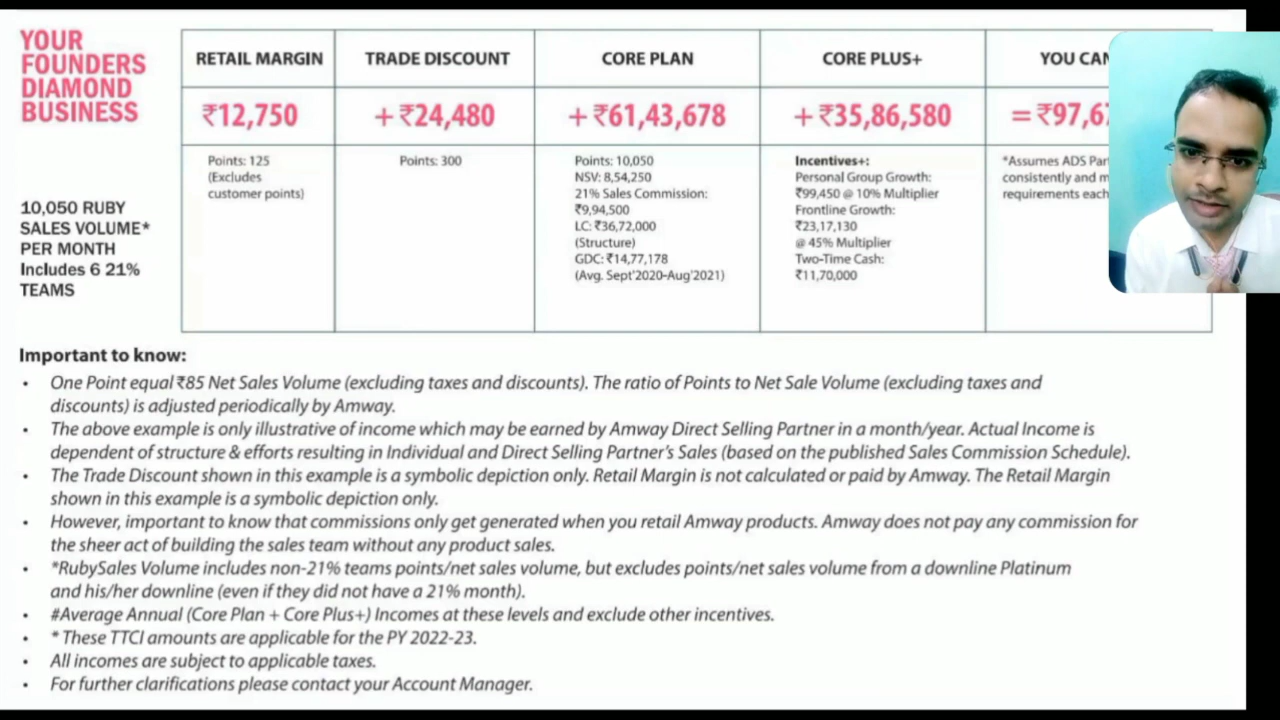 YOUR
FOUNDERS
DIAMOND
BUSINESS
10,050 RUBY
SALES VOLUME*
PER MONTH
Includes 6 21%
TEAMS
RETAIL MARGIN
₹12,750
Points: 125
(Excludes
customer points)
TRADE DISCOUNT
+₹24,480
Points: 300
CORE PLAN
+₹61,43,678
Points: 10,050
NSV: 8,54,250
21% Sales Commission:
₹9,94,500
LC: ₹36,72,000
(Structure)
GDC: ₹14,77,178
(Avg. Sept'2020-Aug'2021)
CORE PLUS+
+₹35,86,580
Incentives+:
Personal Group Growth:
₹99,450 @ 10% Multiplier
Frontline Growth:
₹23,17,130
@ 45% Multiplier
Two-Time Cash:
₹11,70,000
YOU CAN
=₹97,6
*Assumes ADS Par
consistently and m
requirements each
Important to know:
• One Point equal ₹85 Net Sales Volume (excluding taxes and discounts). The ratio of Points to Net Sale Volume (excluding taxes and
discounts) is adjusted periodically by Amway.
• The above example is only illustrative of income which may be earned by Amway Direct Selling Partner in a month/year. Actual Income is
dependent of structure & efforts resulting in Individual and Direct Selling Partner's Sales (based on the published Sales Commission Schedule).
• The Trade Discount shown in this example is a symbolic depiction only. Retail Margin is not calculated or paid by Amway. The Retail Margin
shown in this example is a symbolic depiction only.
• However, important to know that commissions only get generated when you retail Amway products. Amway does not pay any commission for
the sheer act of building the sales team without any product sales.
• *RubySales Volume includes non-21% teams points/net sales volume, but excludes points/net sales volume from a downline Platinum
and his/her downline (even if they did not have a 21% month).
• #Average Annual (Core Plan + Core Plus+) Incomes at these levels and exclude other incentives.
• * These TTCI amounts are applicable for the PY 2022-23.
• All incomes are subject to applicable taxes.
• For further clarifications please contact your Account Manager.